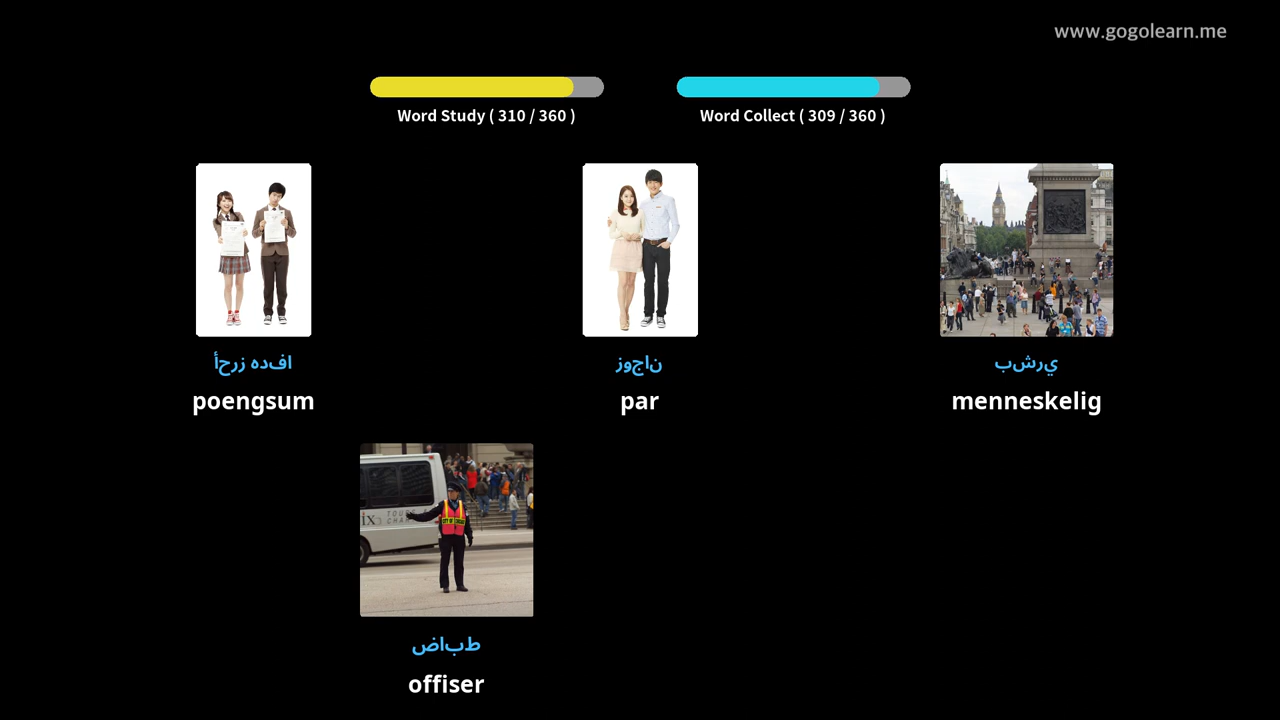 www.gogolearn.me
Word Study ( 310 / 360 )
Word Collect ( 309 / 360 )
افده زرحأ
poengsum
ناجوز
par
يرشب
menneskelig
طباض
offiser